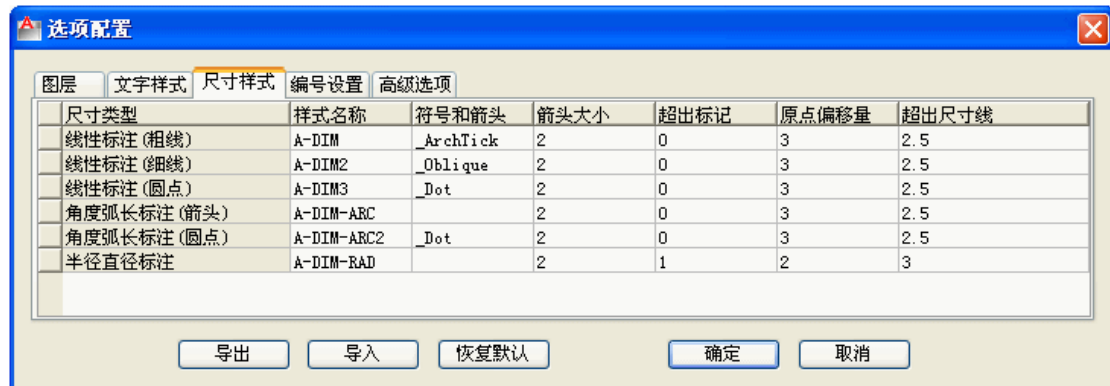 选项配置
图层 文字样式 尺寸样式 编号设置 高级选项
尺寸类型 样式名称 符号和箭头 箭头大小 超出标记 原点偏移量 超出尺寸线
线性标注(粗线) A-DIM _ArchTick 2 0 3 2.5
线性标注(细线) A-DIM2 _Oblique 2 0 3 2.5
线性标注(圆点) A-DIM3 _Dot 2 0 3 2.5
角度弧长标注(箭头) A-DIM-ARC 2 0 3 2.5
角度弧长标注(圆点) A-DIM-ARC2 _Dot 2 0 3 2.5
半径直径标注 A-DIM-RAD 2 1 2 3
导出 导入 恢复默认 确定 取消